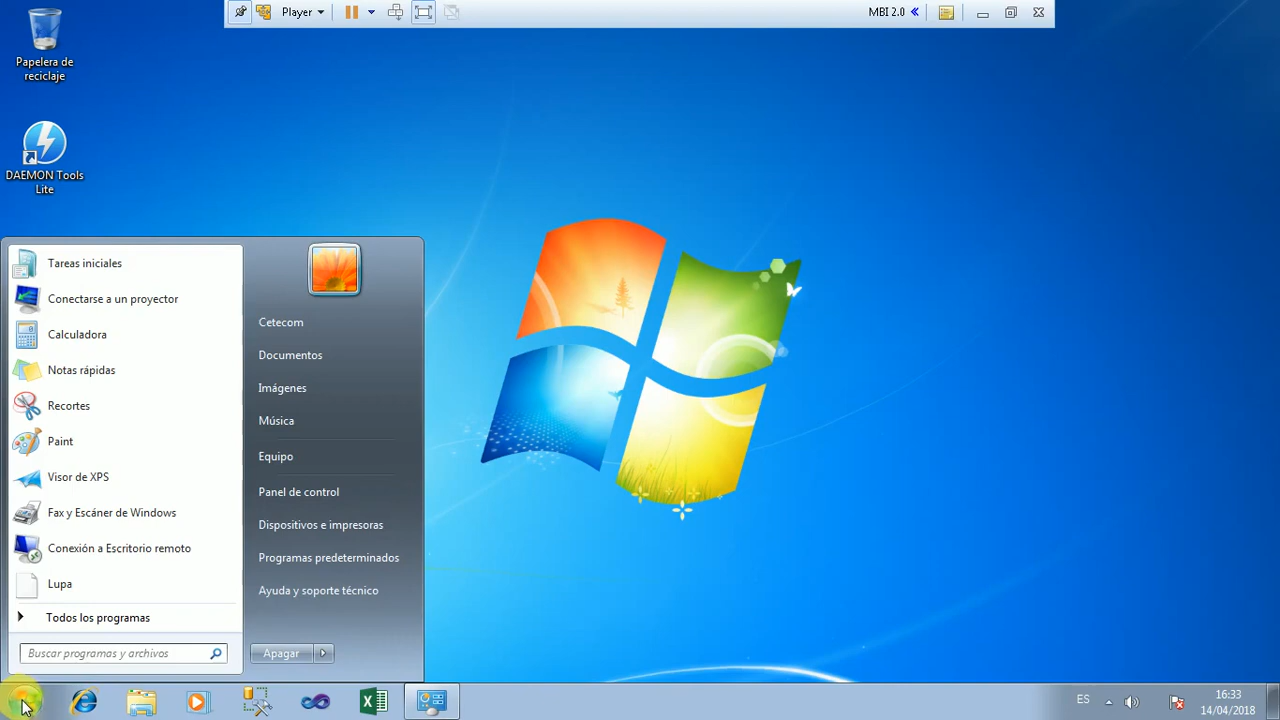 Player
MBI 2.0
Papelera de
reciclaje
DAEMON Tools
Lite
Tareas iniciales
Conectarse a un proyector
Calculadora
Notas rápidas
Recortes
Paint
Visor de XPS
Fax y Escáner de Windows
Conexión a Escritorio remoto
Lupa
Todos los programas
Buscar programas y archivos
Cetecom
Documentos
Imágenes
Música
Equipo
Panel de control
Dispositivos e impresoras
Programas predeterminados
Ayuda y soporte técnico
Apagar
ES
16:33
14/04/2018